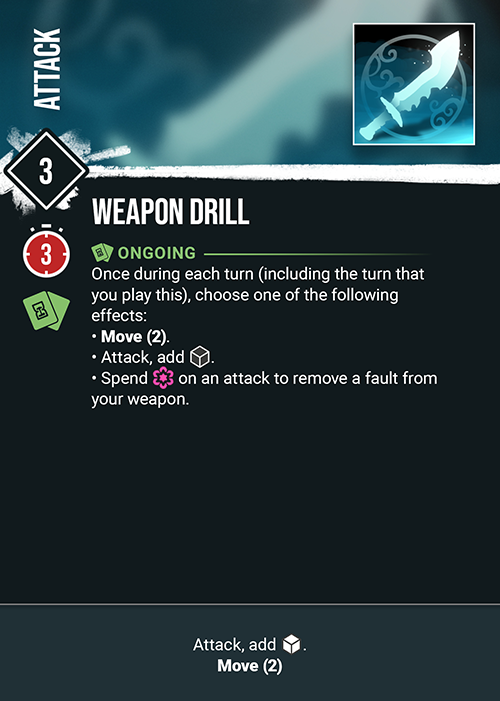 ATTACK
3
WEAPON DRILL
3
ONGOING
Once during each turn (including the turn that
you play this), choose one of the following
effects:
• Move (2).
• Attack, add .
• Spend on an attack to remove a fault from
your weapon.
Attack, add .
Move (2)